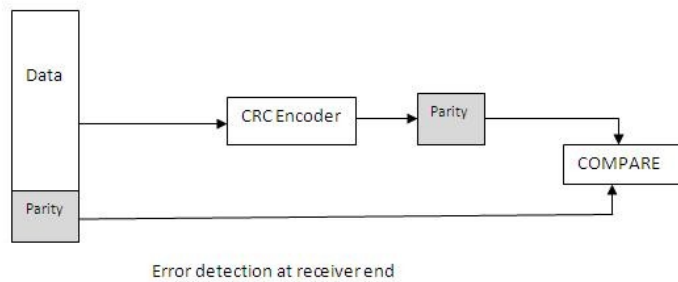 Data
CRC Encoder
Parity
COMPARE
Parity
Error detection at receiver end